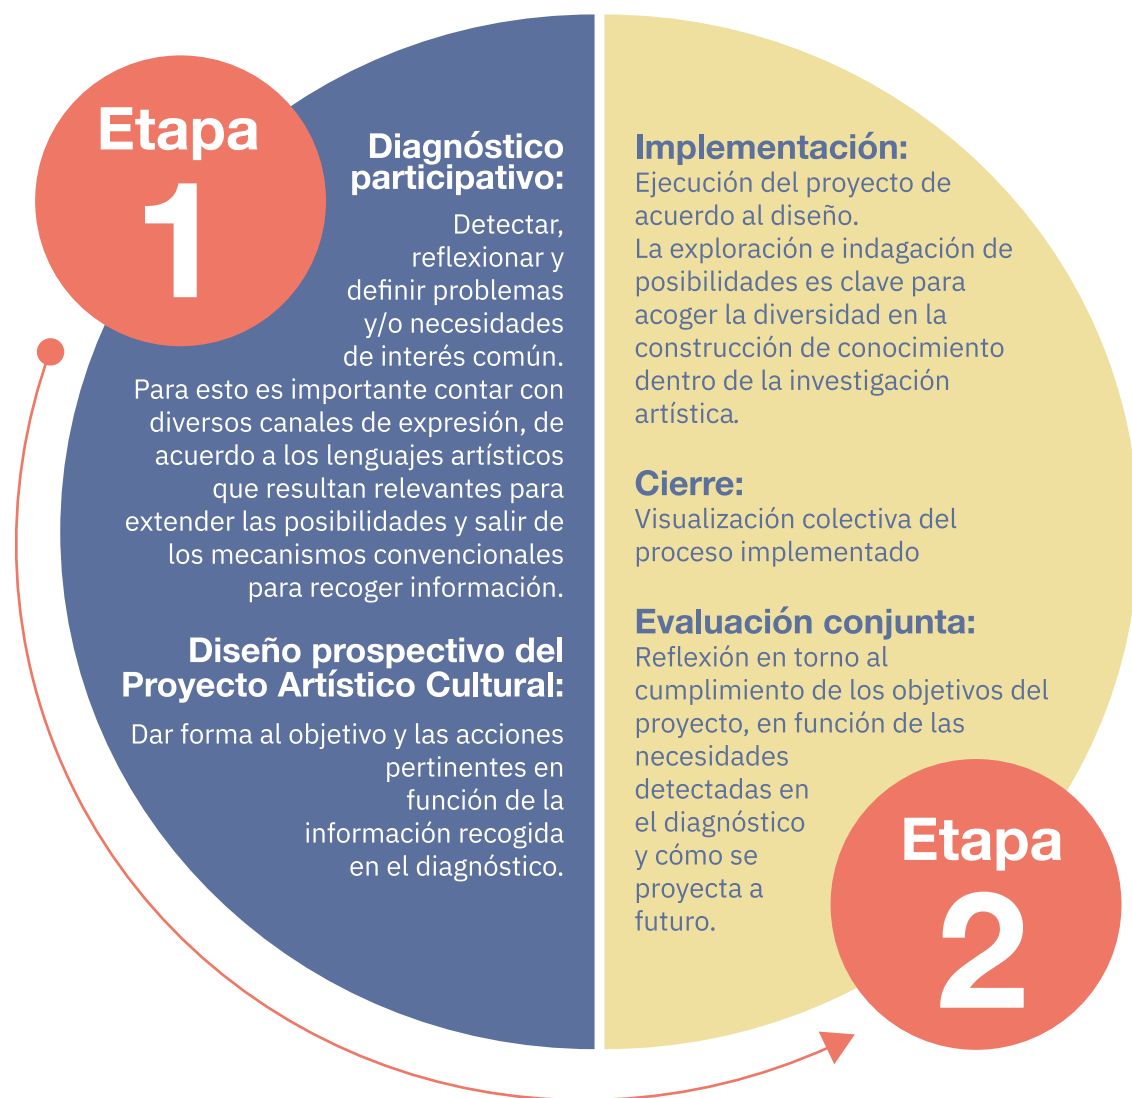 Etapa
1
Diagnóstico
participativo:
Detectar,
reflexionar y
definir problemas
y/o necesidades
de interés común.
Para esto es importante contar con
diversos canales de expresión, de
acuerdo a los lenguajes artísticos
que resultan relevantes para
extender las posibilidades y salir de
los mecanismos convencionales
para recoger información.
Diseño prospectivo del
Proyecto Artístico Cultural:
Dar forma al objetivo y las acciones
pertinentes en
función de la
información recogida
en el diagnóstico.
Implementación:
Ejecución del proyecto de
acuerdo al diseño.
La exploración e indagación de
posibilidades es clave para
acoger la diversidad en la
construcción de conocimiento
dentro de la investigación
artística.
Cierre:
Visualización colectiva del
proceso implementado
Evaluación conjunta:
Reflexión en torno al
cumplimiento de los objetivos del
proyecto, en función de las
necesidades
detectadas en
el diagnóstico
y cómo se
proyecta a
futuro.
Etapa
2